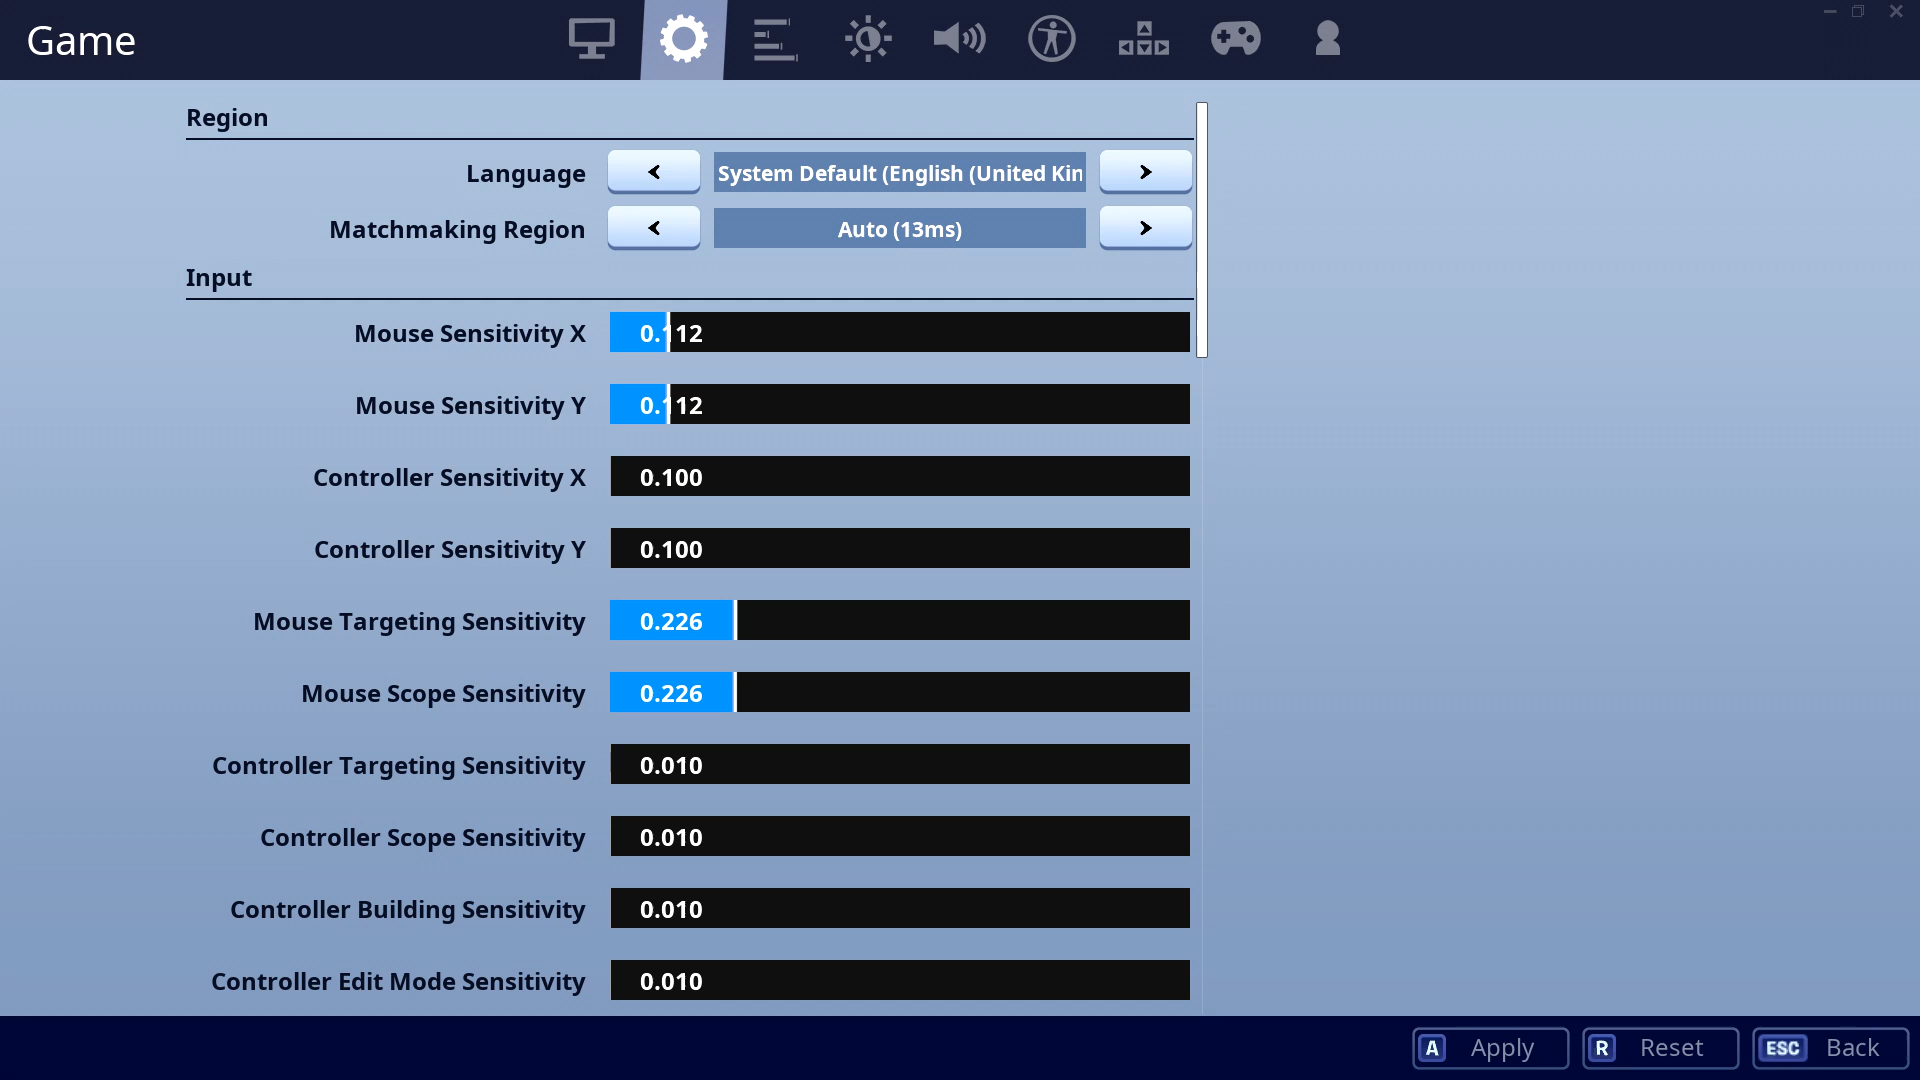 Game
Region
Language
System Default (English (United Kin
Matchmaking Region
Auto (13ms)
Input
Mouse Sensitivity X
0.112
Mouse Sensitivity Y
0.112
Controller Sensitivity X
0.100
Controller Sensitivity Y
0.100
Mouse Targeting Sensitivity
0.226
Mouse Scope Sensitivity
0.226
Controller Targeting Sensitivity
0.010
Controller Scope Sensitivity
0.010
Controller Building Sensitivity
0.010
Controller Edit Mode Sensitivity
0.010
A Apply
R Reset
ESC Back